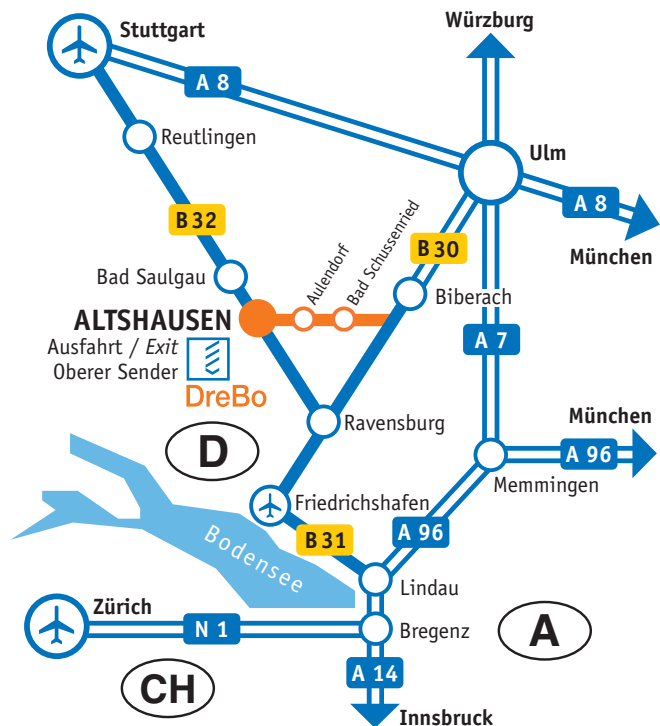 Stuttgart
Würzburg
A 8
Reutlingen
Ulm
B 32
A 8
München
B 30
Aulendorf
Bad Schussenried
Bad Saulgau
Biberach
ALTSHAUSEN
Ausfahrt / Exit
Oberer Sender
DreBo
A 7
Ravensburg
München
A 96
D
Memmingen
Friedrichshafen
B 31
A 96
Bodensee
Lindau
Zürich
N 1
Bregenz
A
CH
A 14
Innsbruck